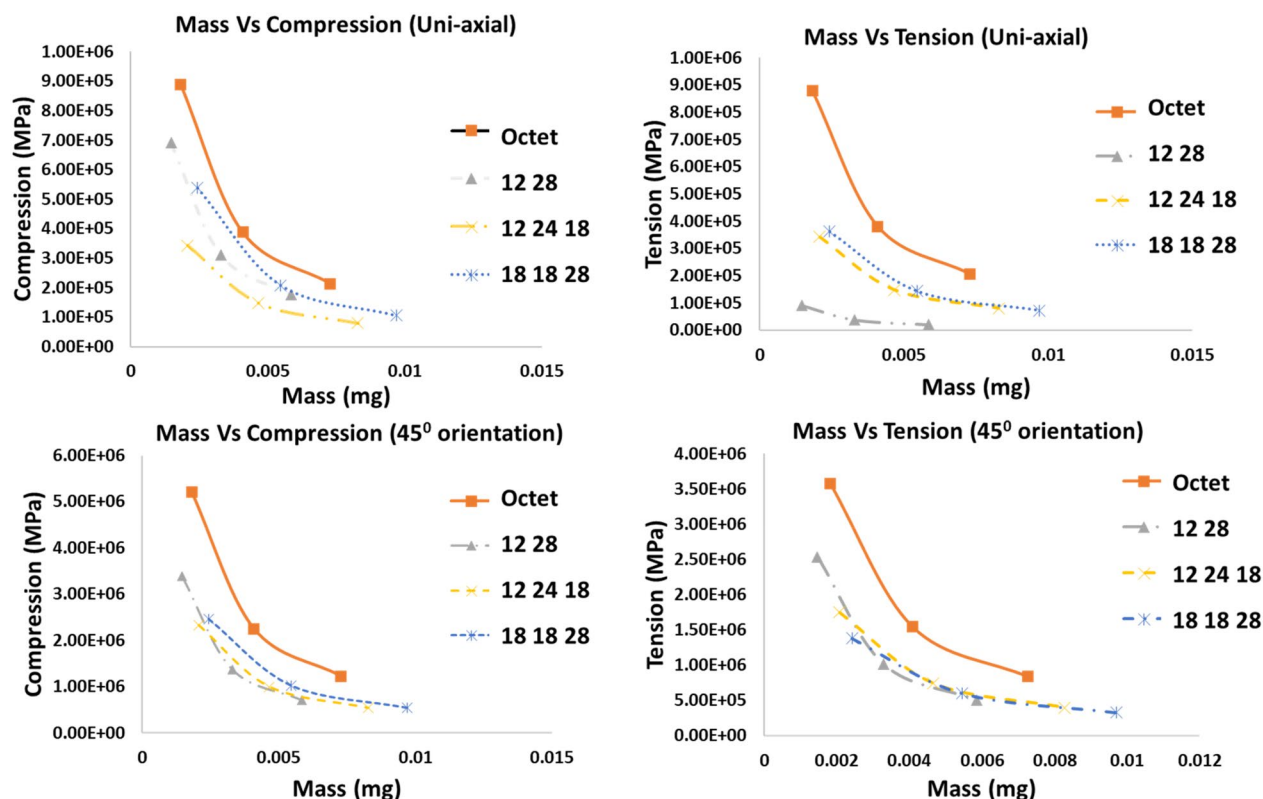 Mass Vs Compression (Uni-axial)
Compression (MPa)
1.00E+06
9.00E+05
8.00E+05
7.00E+05
6.00E+05
5.00E+05
4.00E+05
3.00E+05
2.00E+05
1.00E+05
0.00E+00
0 0.005 0.01 0.015
Mass (mg)
Octet
12 28
12 24 18
18 18 28
Mass Vs Tension (Uni-axial)
Tension (MPa)
1.00E+06
9.00E+05
8.00E+05
7.00E+05
6.00E+05
5.00E+05
4.00E+05
3.00E+05
2.00E+05
1.00E+05
0.00E+00
0 0.005 0.01 0.015
Mass (mg)
Octet
12 28
12 24 18
18 18 28
Mass Vs Compression (45⁰ orientation)
Compression (MPa)
6.00E+06
5.00E+06
4.00E+06
3.00E+06
2.00E+06
1.00E+06
0.00E+00
0 0.005 0.01 0.015
Mass (mg)
Octet
12 28
12 24 18
18 18 28
Mass Vs Tension (45⁰ orientation)
Tension (MPa)
4.00E+06
3.50E+06
3.00E+06
2.50E+06
2.00E+06
1.50E+06
1.00E+06
5.00E+05
0.00E+00
0 0.002 0.004 0.006 0.008 0.01 0.012
Mass (mg)
Octet
12 28
12 24 18
18 18 28